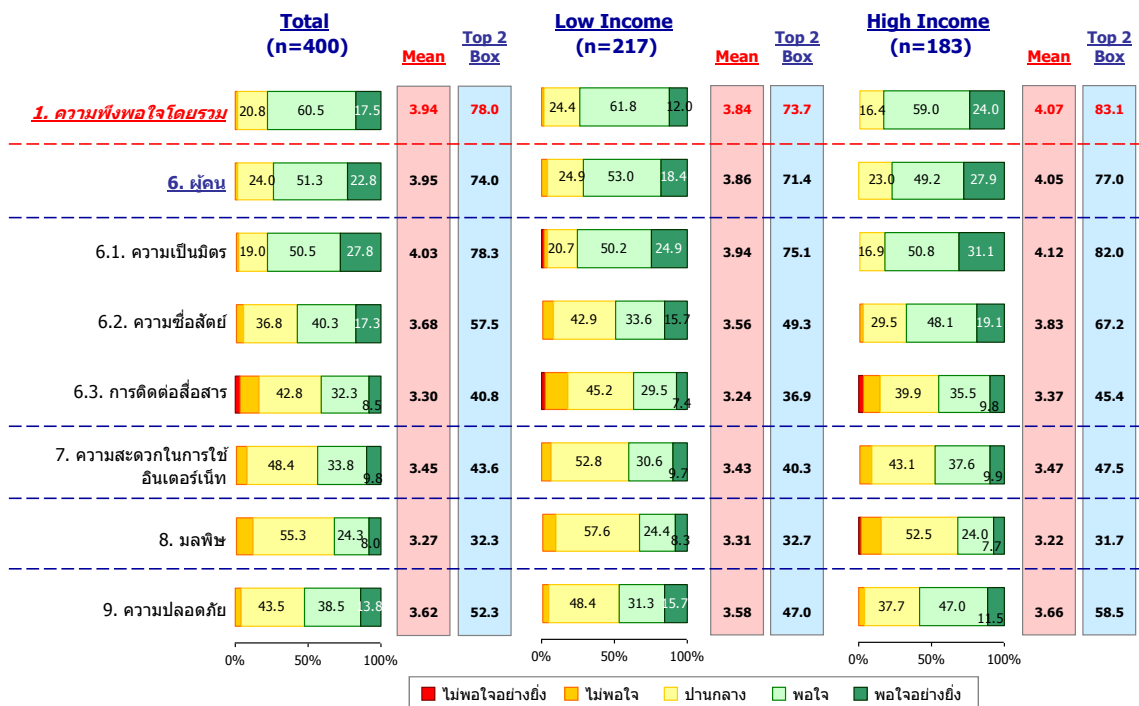 Total
(n=400)
Mean
Top 2
Box
Low Income
(n=217)
Mean
Top 2
Box
High Income
(n=183)
Mean
Top 2
Box
1. ความพึงพอใจโดยรวม 20.8 60.5 17.5 3.94 78.0 24.4 61.8 12.0 3.84 73.7 16.4 59.0 24.0 4.07 83.1
6. ผู้คน 24.0 51.3 22.8 3.95 74.0 24.9 53.0 18.4 3.86 71.4 23.0 49.2 27.9 4.05 77.0
6.1. ความเป็นมิตร 19.0 50.5 27.8 4.03 78.3 20.7 50.2 24.9 3.94 75.1 16.9 50.8 31.1 4.12 82.0
6.2. ความซื่อสัตย์ 36.8 40.3 17.3 3.68 57.5 42.9 33.6 15.7 3.56 49.3 29.5 48.1 19.1 3.83 67.2
6.3. การติดต่อสื่อสาร 42.8 32.3 8.5 3.30 40.8 45.2 29.5 7.4 3.24 36.9 39.9 35.5 9.8 3.37 45.4
7. ความสะดวกในการใช้
อินเตอร์เน็ท 48.4 33.8 9.8 3.45 43.6 52.8 30.6 9.7 3.43 40.3 43.1 37.6 9.9 3.47 47.5
8. มลพิษ 55.3 24.3 8.0 3.27 32.3 57.6 24.4 8.3 3.31 32.7 52.5 24.0 7.7 3.22 31.7
9. ความปลอดภัย 43.5 38.5 13.8 3.62 52.3 48.4 31.3 15.7 3.58 47.0 37.7 47.0 11.5 3.66 58.5
0% 50% 100% 0% 50% 100% 0% 50% 100%
ไม่พอใจอย่างยิ่ง ไม่พอใจ ปานกลาง พอใจ พอใจอย่างยิ่ง